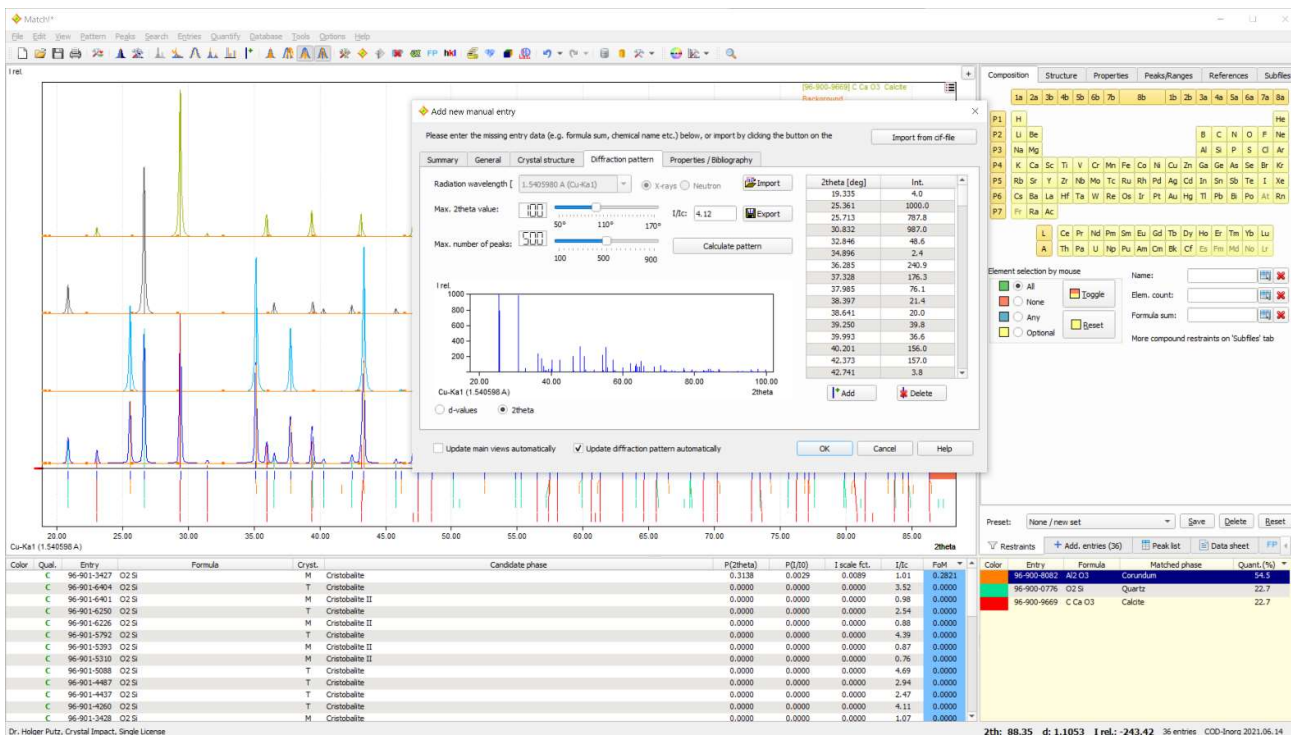 Match!*
File Edit View Pattern Peaks Search Entries Quantify Database Tools Options Help
I rel.
[96-900-9669] C Ca O3 Calcite
Background
Add new manual entry
Please enter the missing entry data (e.g. formula sum, chemical name etc.) below, or import by clicking the button on the
Import from cif-file
Summary General Crystal structure Diffraction pattern Properties / Bibliography
Radiation wavelength [ 1.5405980 A (Cu-Ka1) X-rays Neutron Import
Max. 2theta value: 100 50° 110° 170° I/Ic: 4.12 Export
Max. number of peaks: 500 100 500 900 Calculate pattern
2theta [deg] Int.
19.335 4.0
25.361 1000.0
25.713 787.8
30.832 987.0
32.846 48.6
34.896 2.4
36.285 240.9
37.328 176.3
37.985 76.1
38.397 21.4
38.641 20.0
39.250 39.8
39.993 36.6
40.201 156.0
42.373 157.0
42.741 3.8
Add Delete
I rel.
1000
800
600
400
200
20.00 40.00 60.00 80.00 100.00
Cu-Ka1 (1.540598 A) 2theta
d-values 2theta
Update main views automatically Update diffraction pattern automatically OK Cancel Help
20.00 25.00 30.00 35.00 40.00 45.00 50.00 55.00 60.00 65.00 70.00 75.00 80.00 85.00
Cu-Ka1 (1.540598 A) 2theta
Composition Structure Properties Peaks/Ranges References Subfiles
1a 2a 3b 4b 5b 6b 7b 8b 1b 2b 3a 4a 5a 6a 7a 8a
P1 H He
P2 Li Be B C N O F Ne
P3 Na Mg Al Si P S Cl Ar
P4 K Ca Sc Ti V Cr Mn Fe Co Ni Cu Zn Ga Ge As Se Br Kr
P5 Rb Sr Y Zr Nb Mo Tc Ru Rh Pd Ag Cd In Sn Sb Te I Xe
P6 Cs Ba La Hf Ta W Re Os Ir Pt Au Hg Tl Pb Bi Po At Rn
P7 Fr Ra Ac
L Ce Pr Nd Pm Sm Eu Gd Tb Dy Ho Er Tm Yb Lu
A Th Pa U Np Pu Am Cm Bk Cf Es Fm Md No Lr
Element selection by mouse
All
None
Any
Optional
Toggle
Reset
Name:
Elem. count:
Formula sum:
More compound restraints on 'Subfiles' tab
Preset: None / new set Save Delete Reset
Restraints Add. entries (36) Peak list Data sheet FP
Color Qual. Entry Formula Cryst. Candidate phase P(2theta) P(I/I0) I scale fct. I/Ic FoM
C 96-901-3427 O2 Si M Cristobalite 0.3138 0.0029 0.0089 1.01 0.2821
C 96-901-6404 O2 Si T Cristobalite 0.0000 0.0000 0.0000 3.52 0.0000
C 96-901-6401 O2 Si M Cristobalite II 0.0000 0.0000 0.0000 0.98 0.0000
C 96-901-6250 O2 Si T Cristobalite 0.0000 0.0000 0.0000 2.54 0.0000
C 96-901-6226 O2 Si M Cristobalite II 0.0000 0.0000 0.0000 0.88 0.0000
C 96-901-5792 O2 Si T Cristobalite 0.0000 0.0000 0.0000 4.39 0.0000
C 96-901-5393 O2 Si M Cristobalite II 0.0000 0.0000 0.0000 0.87 0.0000
C 96-901-5310 O2 Si M Cristobalite II 0.0000 0.0000 0.0000 0.76 0.0000
C 96-901-5088 O2 Si T Cristobalite 0.0000 0.0000 0.0000 4.69 0.0000
C 96-901-4487 O2 Si T Cristobalite 0.0000 0.0000 0.0000 2.94 0.0000
C 96-901-4437 O2 Si T Cristobalite 0.0000 0.0000 0.0000 2.47 0.0000
C 96-901-4260 O2 Si T Cristobalite 0.0000 0.0000 0.0000 4.11 0.0000
C 96-901-3428 O2 Si M Cristobalite 0.0000 0.0000 0.0000 1.07 0.0000
Color Entry Formula Matched phase Quant.(%)
96-900-8082 Al2 O3 Corundum 54.5
96-900-0776 O2 Si Quartz 22.7
96-900-9669 C Ca O3 Calcite 22.7
Dr. Holger Putz, Crystal Impact, Single License
2th: 88.35 d: 1.1053 I rel.: -243.42 36 entries COD-Inorg 2021.06.14